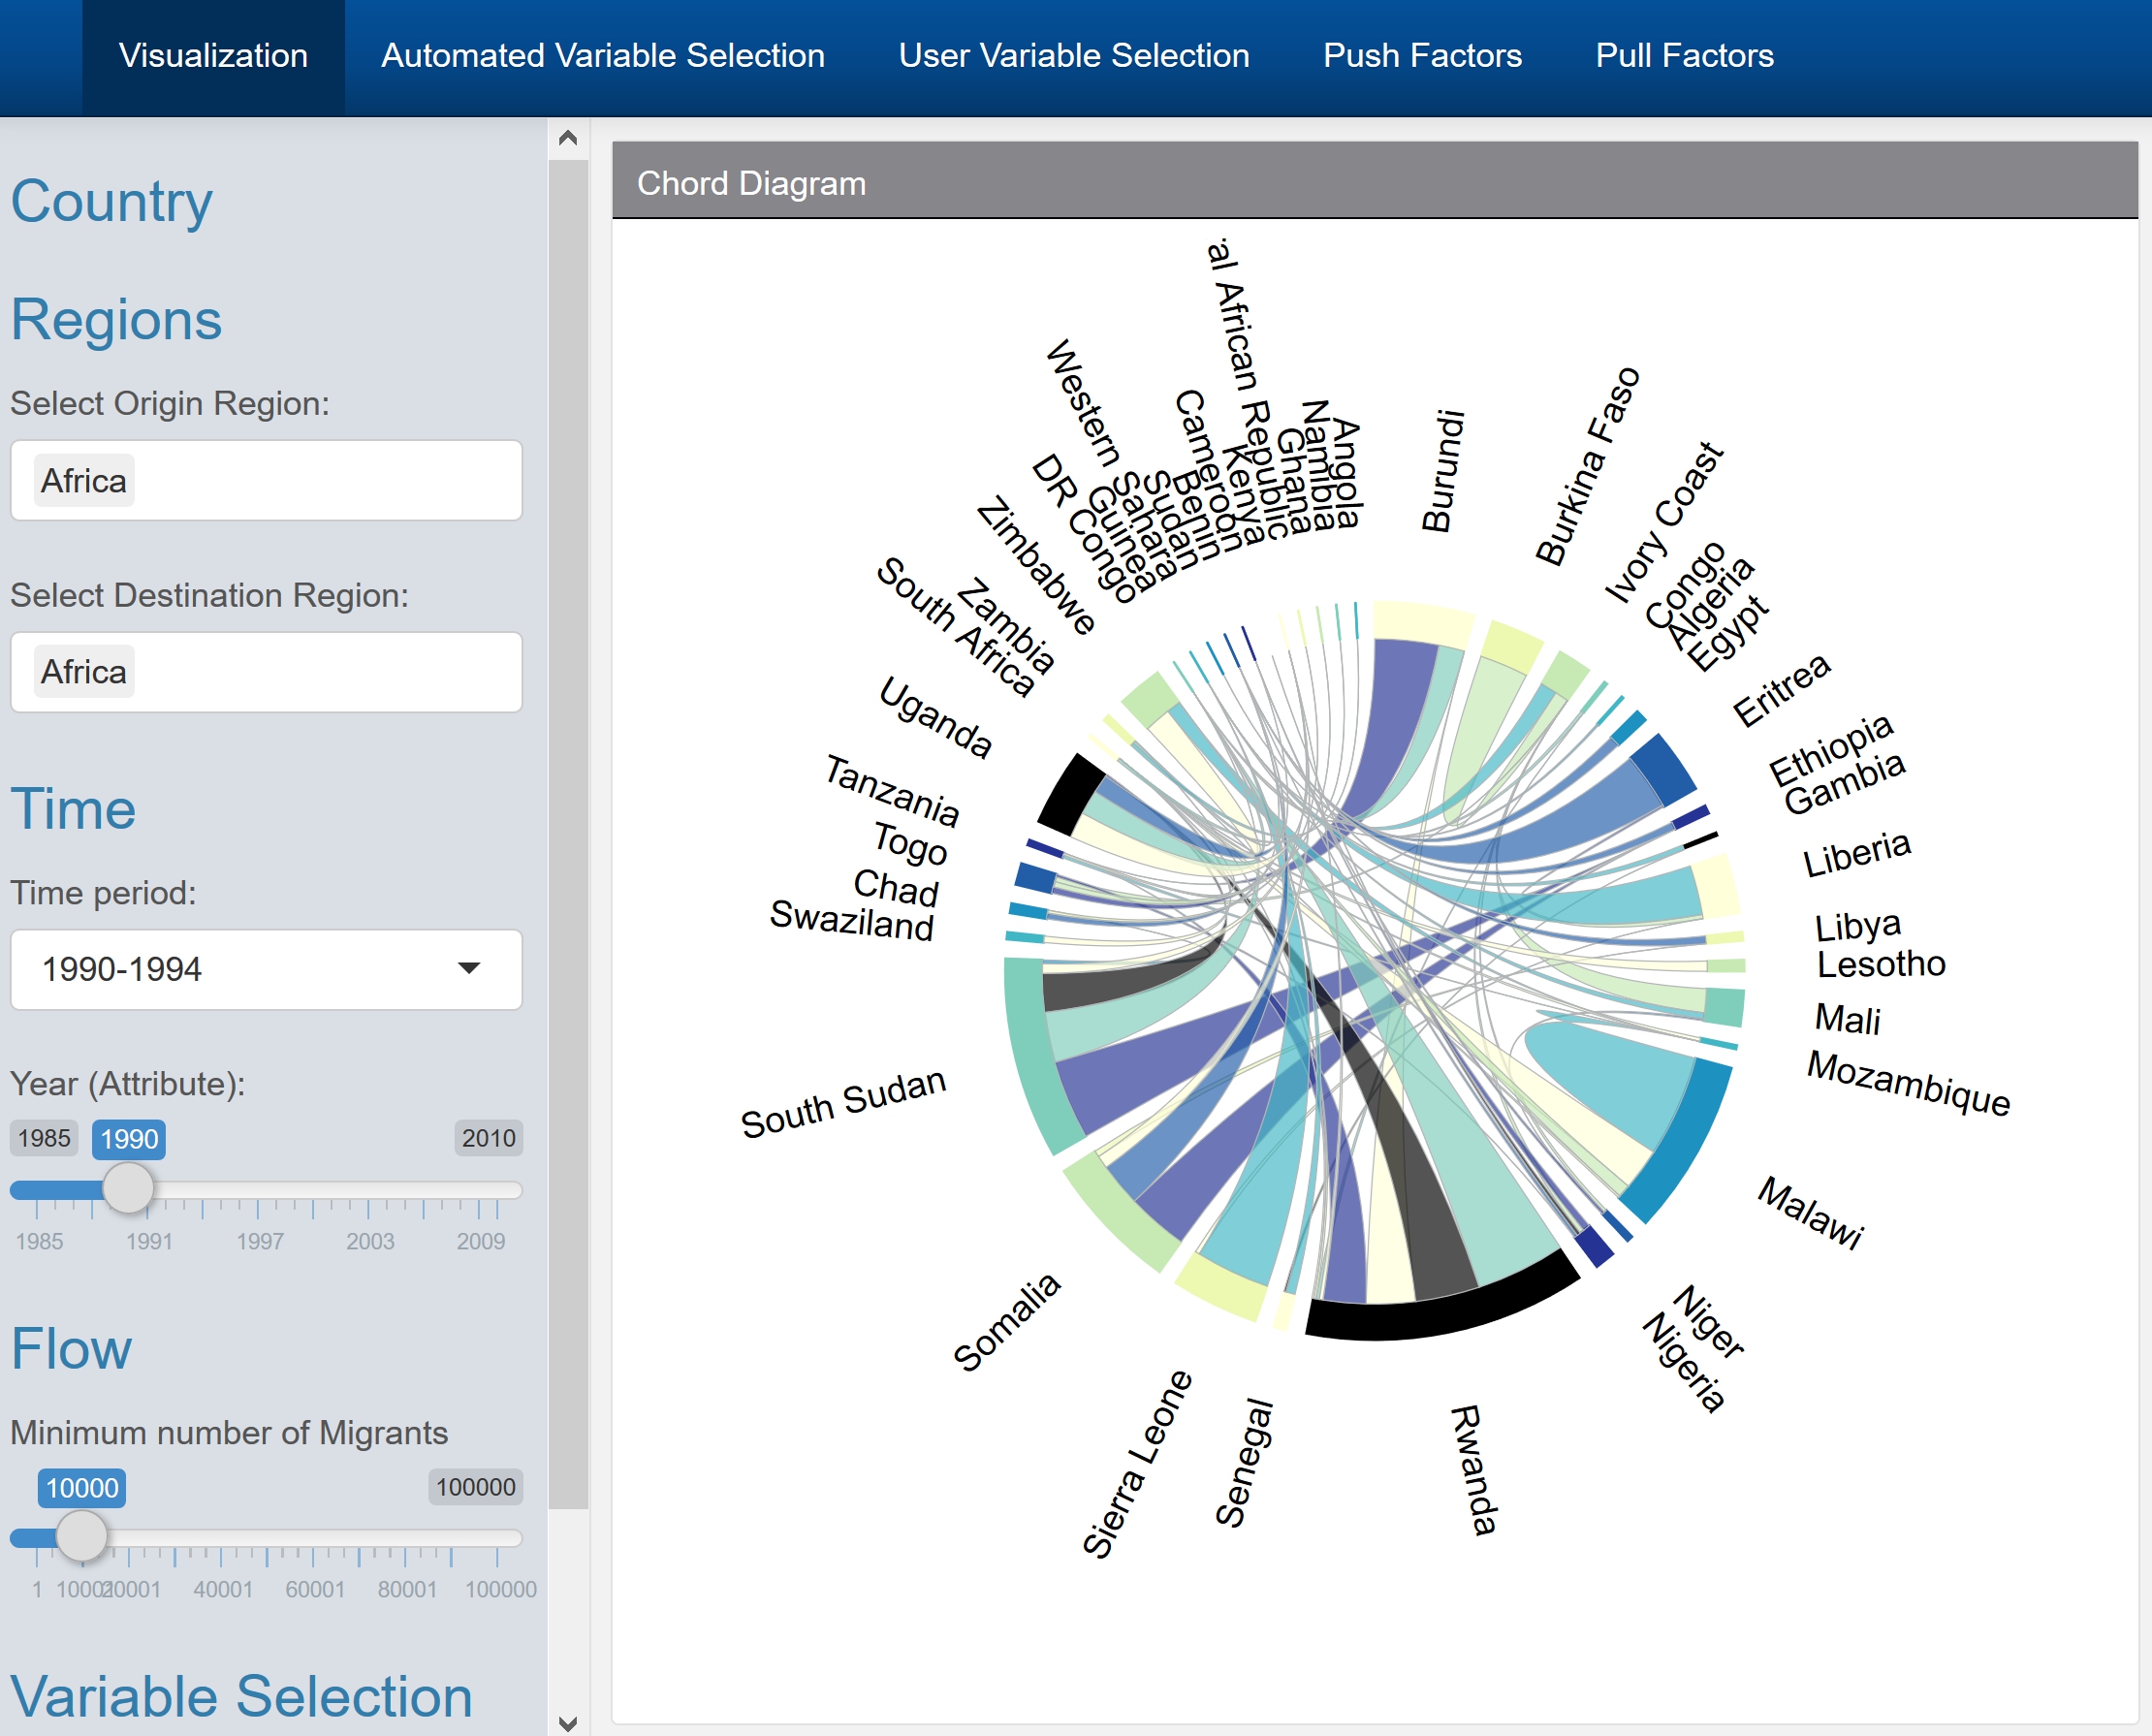 Visualization Automated Variable Selection User Variable Selection Push Factors Pull Factors
Country
Regions
Select Origin Region:
Africa
Select Destination Region:
Africa
Time
Time period:
1990-1994
Year (Attribute):
1985 1990 2010
1985 1991 1997 2003 2009
Flow
Minimum number of Migrants
10000 100000
1 10001 20001 40001 60001 80001 100000
Variable Selection
Chord Diagram
Burundi
Burkina Faso
Ivory Coast
Congo
Algeria
Egypt
Eritrea
Ethiopia
Gambia
Liberia
Libya
Lesotho
Mali
Mozambique
Malawi
Niger
Nigeria
Rwanda
Senegal
Sierra Leone
Somalia
South Sudan
Swaziland
Chad
Togo
Tanzania
Uganda
South Africa
Zambia
Zimbabwe
DR Congo
Guinea
Western Sahara
Sudan
Benin
Cameroon
Kenya
al African Republic
Ghana
Namibia
Angola